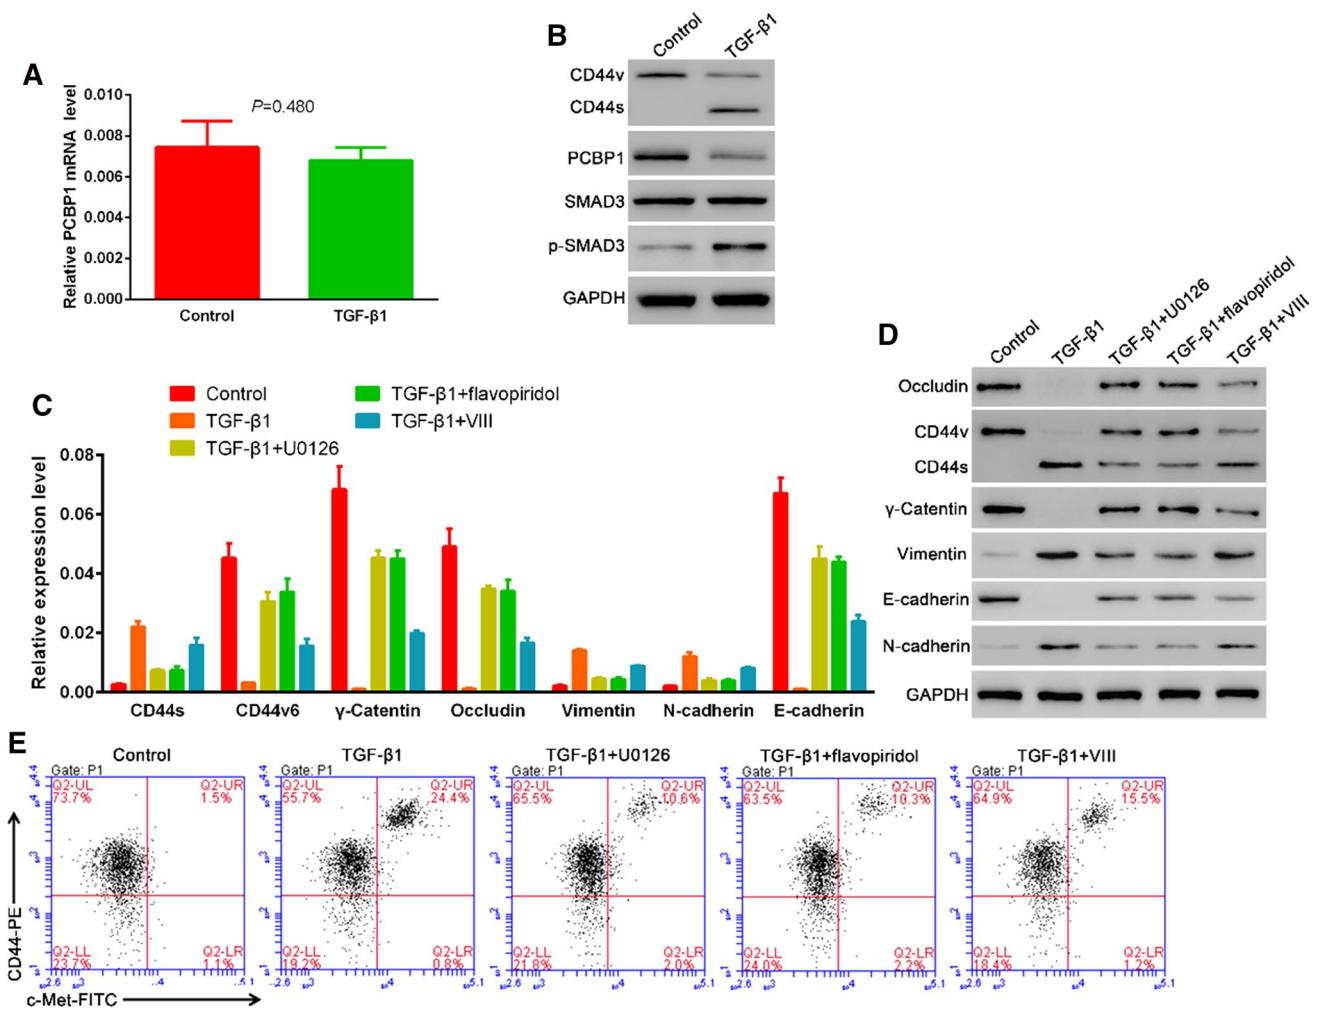 A
Relative PCBP1 mRNA level
0.010
0.008
0.006
0.004
0.002
0.000
P=0.480
Control
TGF-β1
B
Control
TGF-β1
CD44v
CD44s
PCBP1
SMAD3
p-SMAD3
GAPDH
C
Control
TGF-β1
TGF-β1+U0126
TGF-β1+flavopiridol
TGF-β1+VIII
Relative expression level
0.08
0.06
0.04
0.02
0.00
CD44s
CD44v6
γ-Catentin
Occludin
Vimentin
N-cadherin
E-cadherin
D
Control
TGF-β1
TGF-β1+U0126
TGF-β1+flavopiridol
TGF-β1+VIII
Occludin
CD44v
CD44s
γ-Catentin
Vimentin
E-cadherin
N-cadherin
GAPDH
E
Control
Gate: P1
Q2-UL
73.7%
Q2-UR
1.5%
Q2-LL
23.7%
Q2-LR
1.1%
TGF-β1
Gate: P1
Q2-UL
55.7%
Q2-UR
24.4%
Q2-LL
19.2%
Q2-LR
0.8%
TGF-β1+U0126
Gate: P1
Q2-UL
65.5%
Q2-UR
10.6%
Q2-LL
21.8%
Q2-LR
2.0%
TGF-β1+flavopiridol
Gate: P1
Q2-UL
63.5%
Q2-UR
10.3%
Q2-LL
24.0%
Q2-LR
2.2%
TGF-β1+VIII
Gate: P1
Q2-UL
64.9%
Q2-UR
15.5%
Q2-LL
Q2-LR
1.2%
CD44-PE
c-Met-FITC